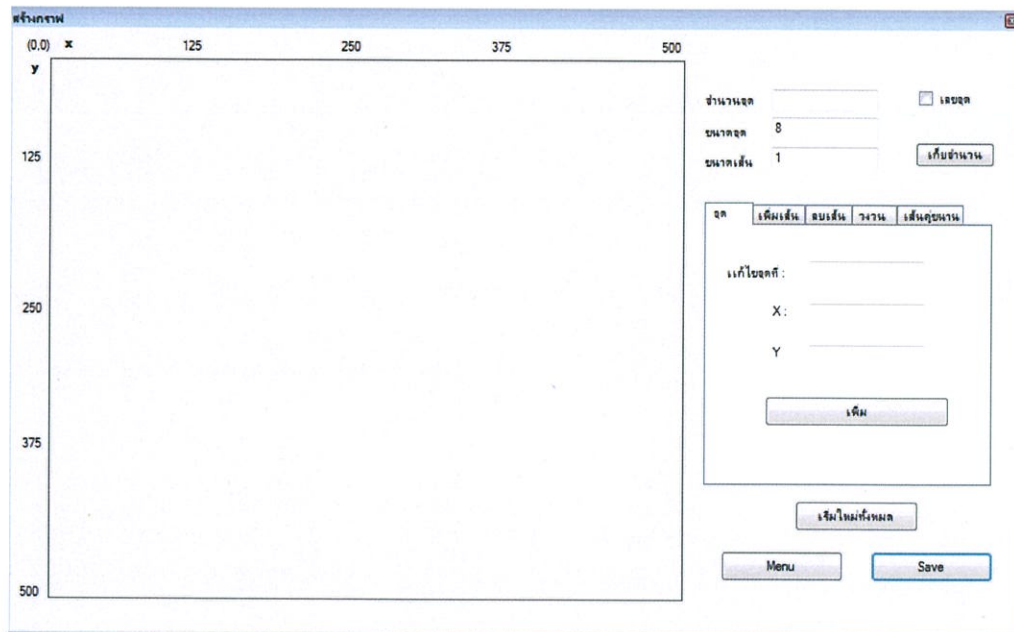 สร้างกราฟ
(0.0) x 125 250 375 500
y
125
250
375
500
จำนวนจุด
เลขจุด
ขนาดจุด 8
ขนาดเส้น 1
เก็บจำนวน
จุด เพิ่มเส้น ลบเส้น วงวน เส้นคู่ขนาน
แก้ไขจุดที่ :
X :
Y
เพิ่ม
เริ่มใหม่ทั้งหมด
Menu Save